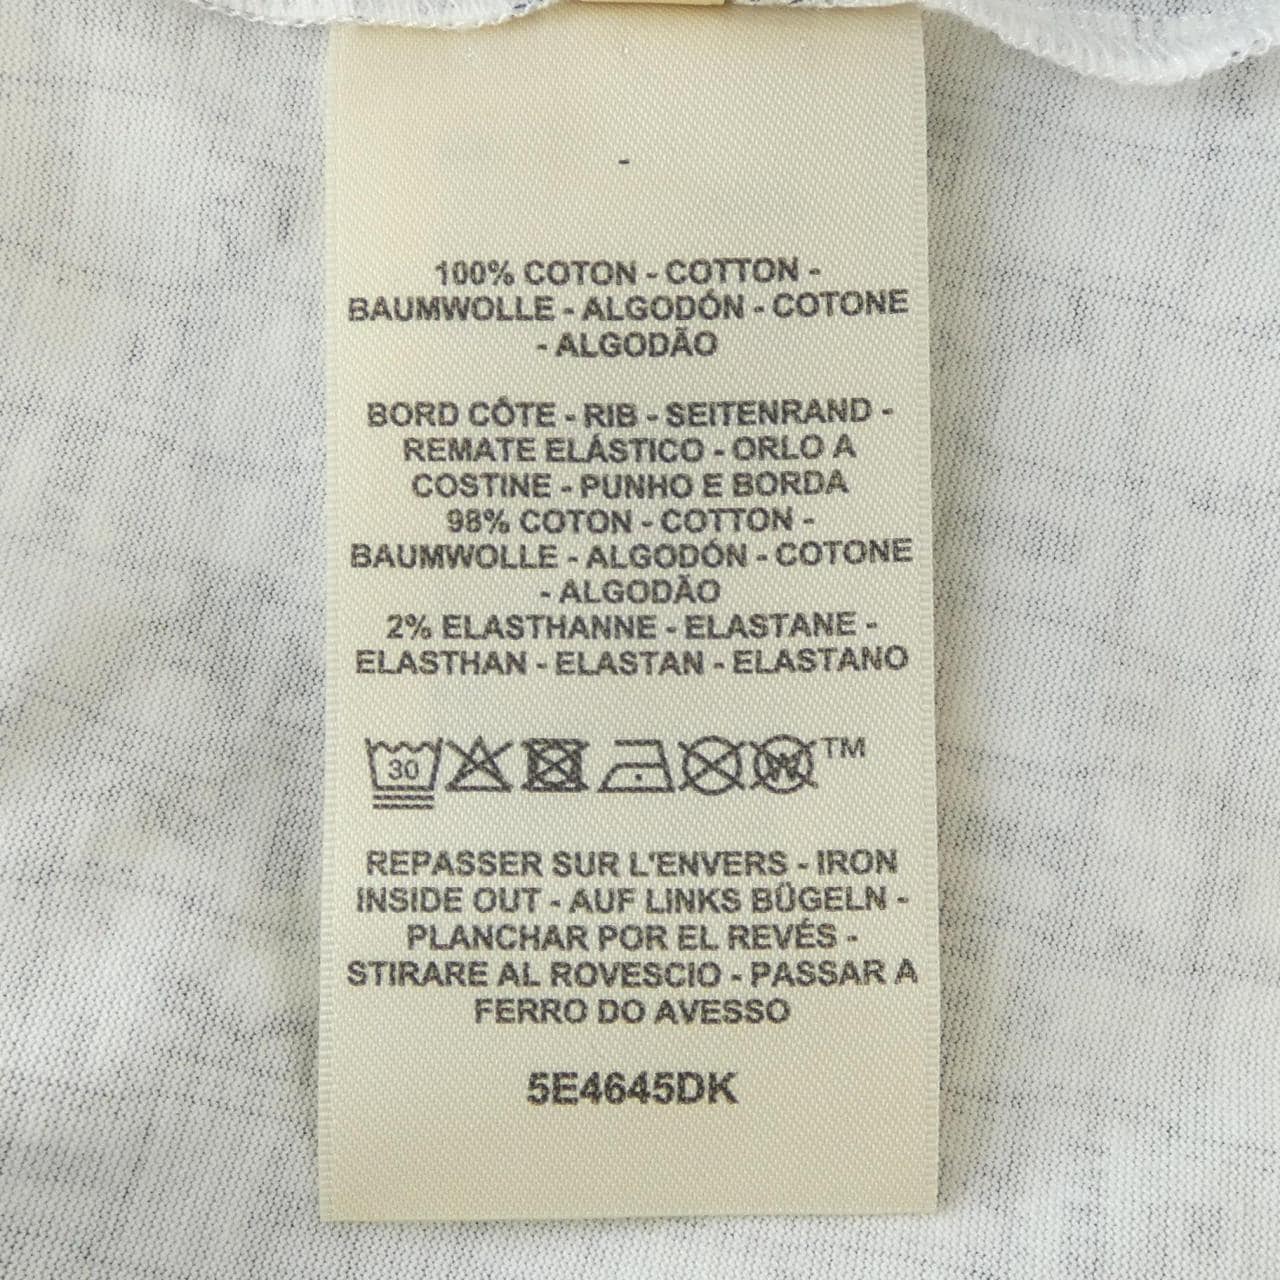 -
100% COTON - COTTON -
BAUMWOLLE - ALGODÓN - COTONE
- ALGODÃO
BORD CÔTE - RIB - SEITENRAND -
REMATE ELÁSTICO - ORLO A
COSTINE - PUNHO E BORDA
98% COTON - COTTON -
BAUMWOLLE - ALGODÓN - COTONE
- ALGODÃO
2% ELASTHANNE - ELASTANE -
ELASTHAN - ELASTAN - ELASTANO
30 W TM
REPASSER SUR L'ENVERS - IRON
INSIDE OUT - AUF LINKS BÜGELN -
PLANCHAR POR EL REVÉS -
STIRARE AL ROVESCIO - PASSAR A
FERRO DO AVESSO
5E4645DK